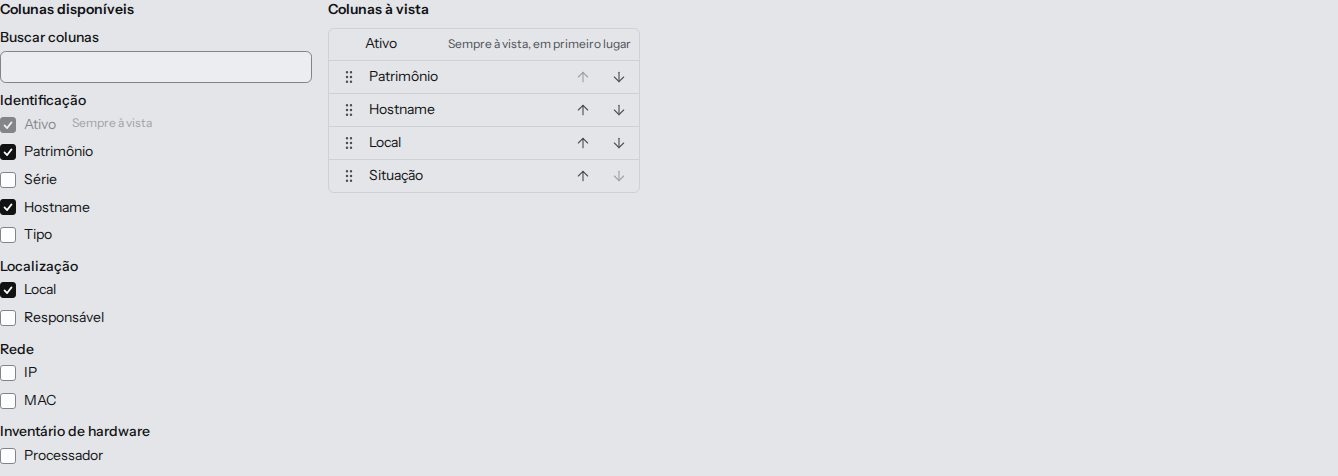 Colunas disponíveis
Buscar colunas
Identificação
Ativo Sempre à vista
Patrimônio
Série
Hostname
Tipo
Localização
Local
Responsável
Rede
IP
MAC
Inventário de hardware
Processador
Colunas à vista
Ativo Sempre à vista, em primeiro lugar
Patrimônio
Hostname
Local
Situação